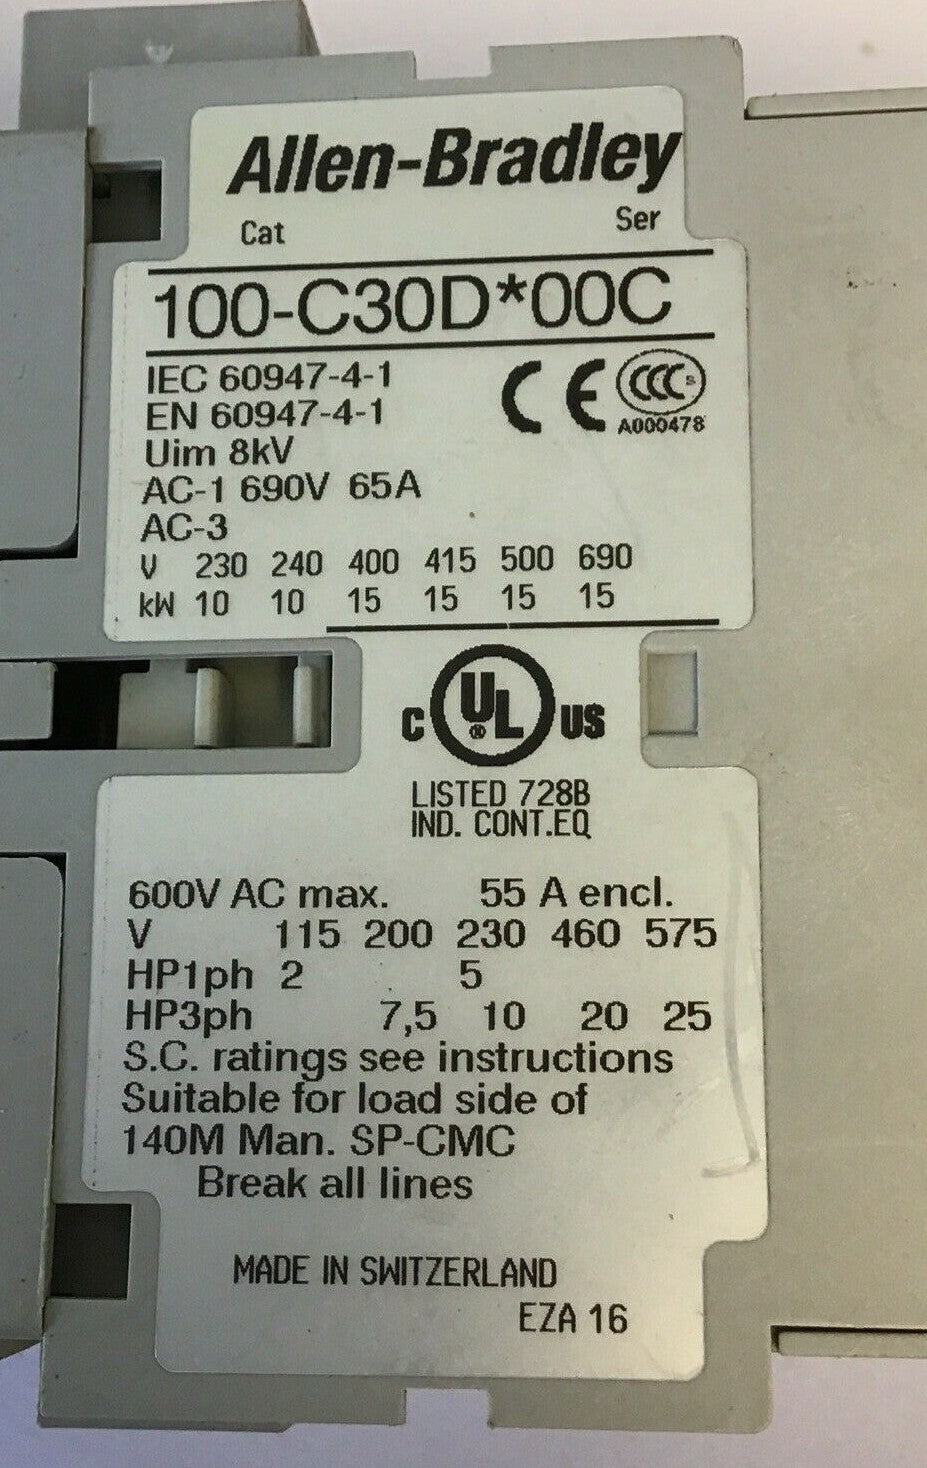 Allen-Bradley
Cat Ser
100-C30D*00C
IEC 60947-4-1
EN 60947-4-1
Uim 8kV
CE CCC S
A000478
AC-1 690V 65A
AC-3
V 230 240 400 415 500 690
kW 10 10 15 15 15 15
C UL ® US
LISTED 728B
IND. CONT.EQ
600V AC max. 55 A encl.
V 115 200 230 460 575
HP1ph 2 5
HP3ph 7,5 10 20 25
S.C. ratings see instructions
Suitable for load side of
140M Man. SP-CMC
Break all lines
MADE IN SWITZERLAND
EZA 16